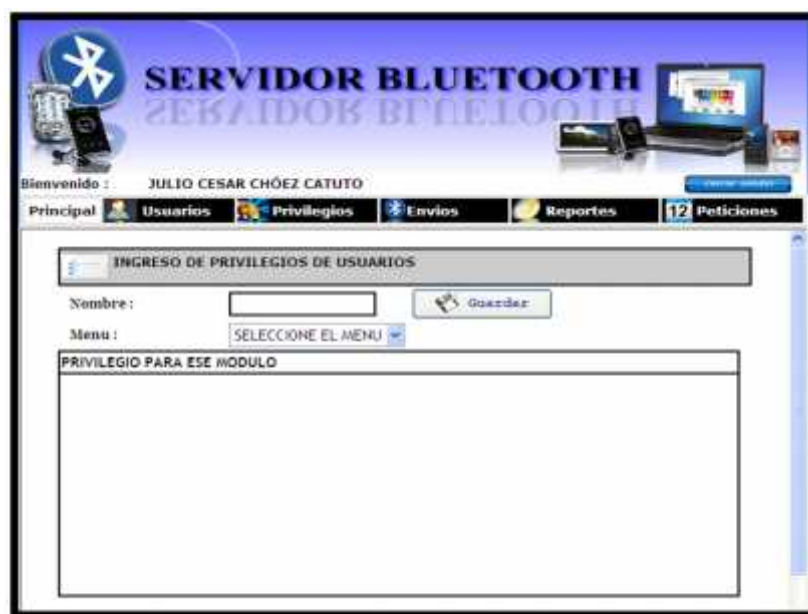 SERVIDOR BLUETOOTH
Bienvenido : JULIO CESAR CHÓEZ CATUTO
Principal Usuarios Privilegios Envios Reportes 12 Peticiones
INGRESO DE PRIVILEGIOS DE USUARIOS
Nombre : Guardar
Menu : SELECCIONE EL MENU
PRIVILEGIO PARA ESE MODULO